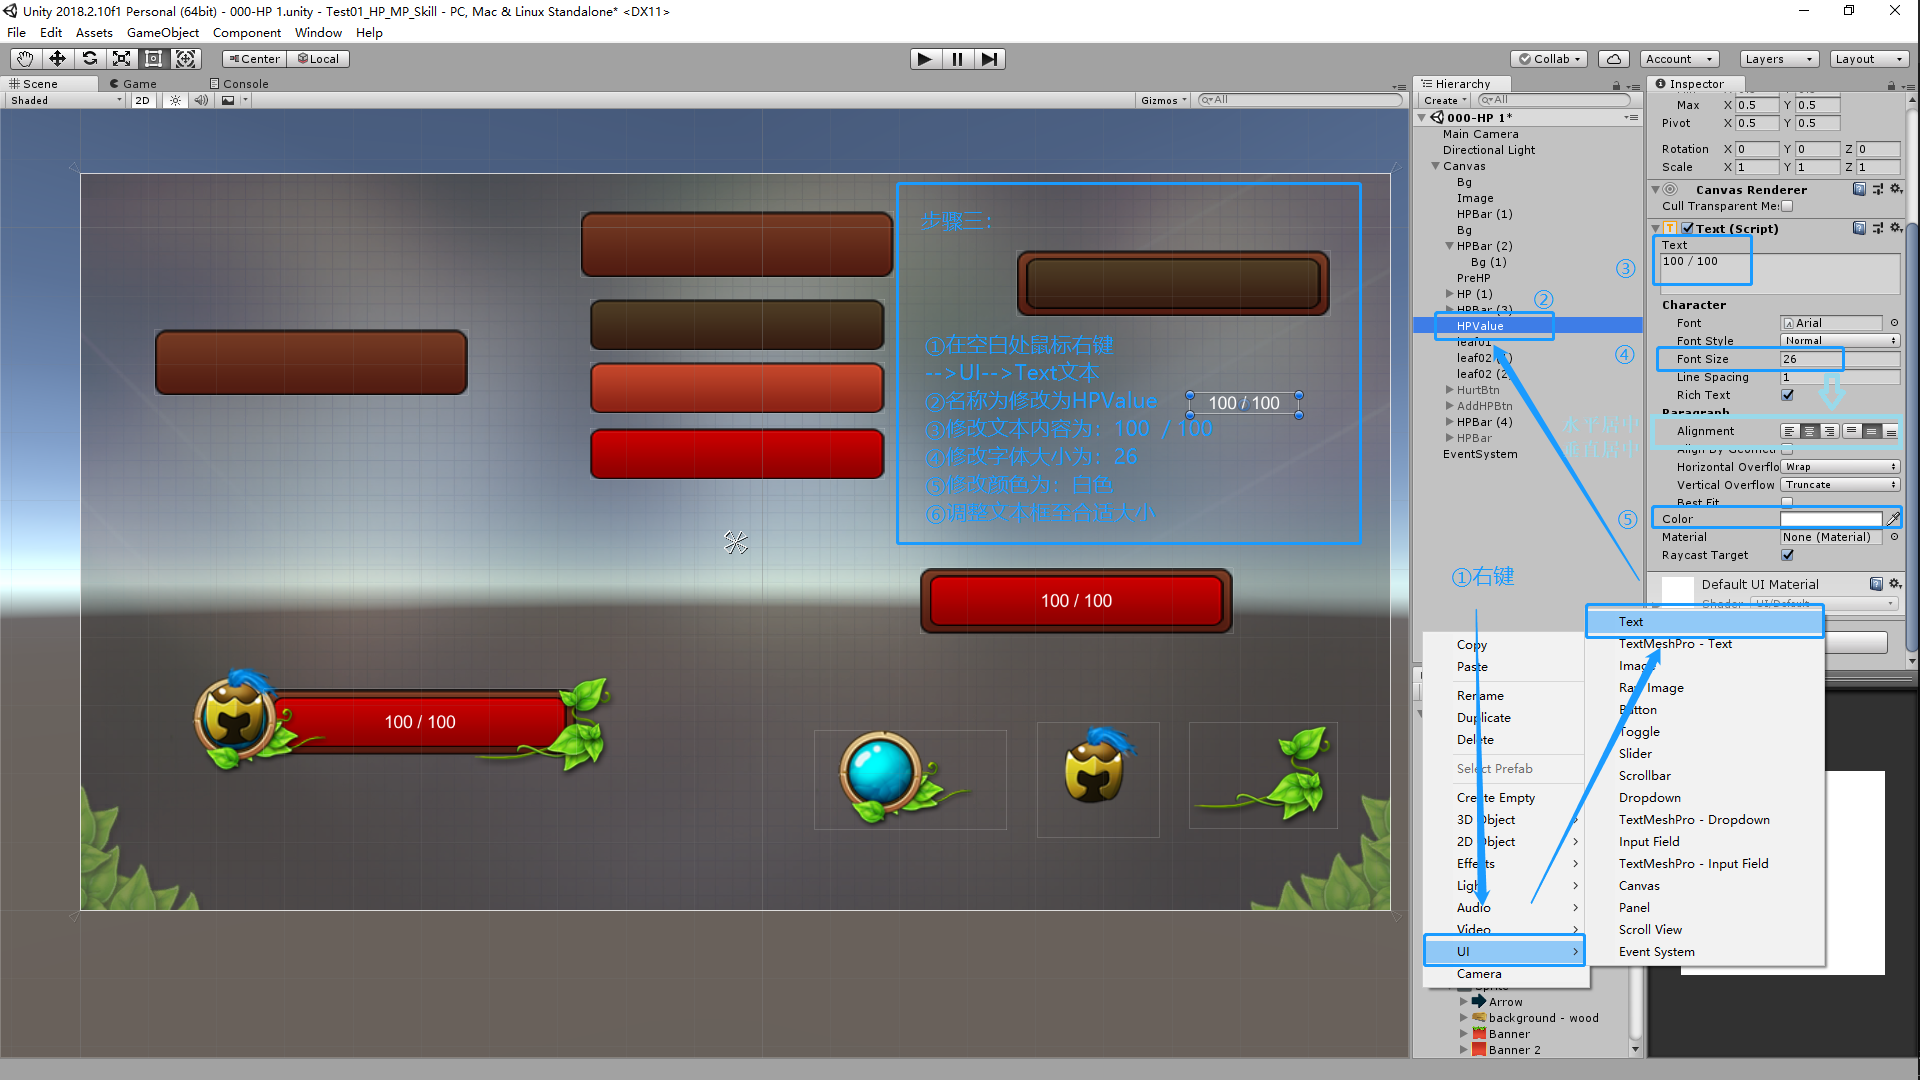 Unity 2018.2.10f1 Personal (64bit) - 000-HP 1.unity - Test01_HP_MP_Skill - PC, Mac & Linux Standalone* <DX11>
File Edit Assets GameObject Component Window Help
Center Local
Collab Account Layers Layout
Scene Game Console
Shaded 2D Gizmos All
步骤三：
①在空白处鼠标右键
-->UI-->Text文本
②名称为修改为HPValue
③修改文本内容为：100 / 100
④修改字体大小为：26
⑤修改颜色为：白色
⑥调整文本框至合适大小
100 / 100
100 / 100
100 / 100
Hierarchy
Create All
000-HP 1*
Main Camera
Directional Light
Canvas
Bg
Image
HPBar (1)
Bg
HPBar (2)
Bg (1)
PreHP
HP (1)
HPBar (3)
HPValue
leaf01
leaf02 (1)
leaf02 (2)
HurtBtn
AddHPBtn
HPBar (4)
HPBar
EventSystem
②
③
④
水平居中
垂直居中
⑤
①右键
Inspector
Max X 0.5 Y 0.5
Pivot X 0.5 Y 0.5
Rotation X 0 Y 0 Z 0
Scale X 1 Y 1 Z 1
Canvas Renderer
Cull Transparent Me:
Text (Script)
Text
100 / 100
Character
Font Arial
Font Style Normal
Font Size 26
Line Spacing 1
Rich Text
Paragraph
Alignment
Align By Geometr
Horizontal Overflo Wrap
Vertical Overflow Truncate
Best Fit
Color
Material None (Material)
Raycast Target
Default UI Material
Shader UI/Default
Copy
Paste
Rename
Duplicate
Delete
Select Prefab
Create Empty
3D Object
2D Object
Effects
Light
Audio
Video
UI
Camera
Text
TextMeshPro - Text
Image
Raw Image
Button
Toggle
Slider
Scrollbar
Dropdown
TextMeshPro - Dropdown
Input Field
TextMeshPro - Input Field
Canvas
Panel
Scroll View
Event System
Sprite
Arrow
background - wood
Banner
Banner 2